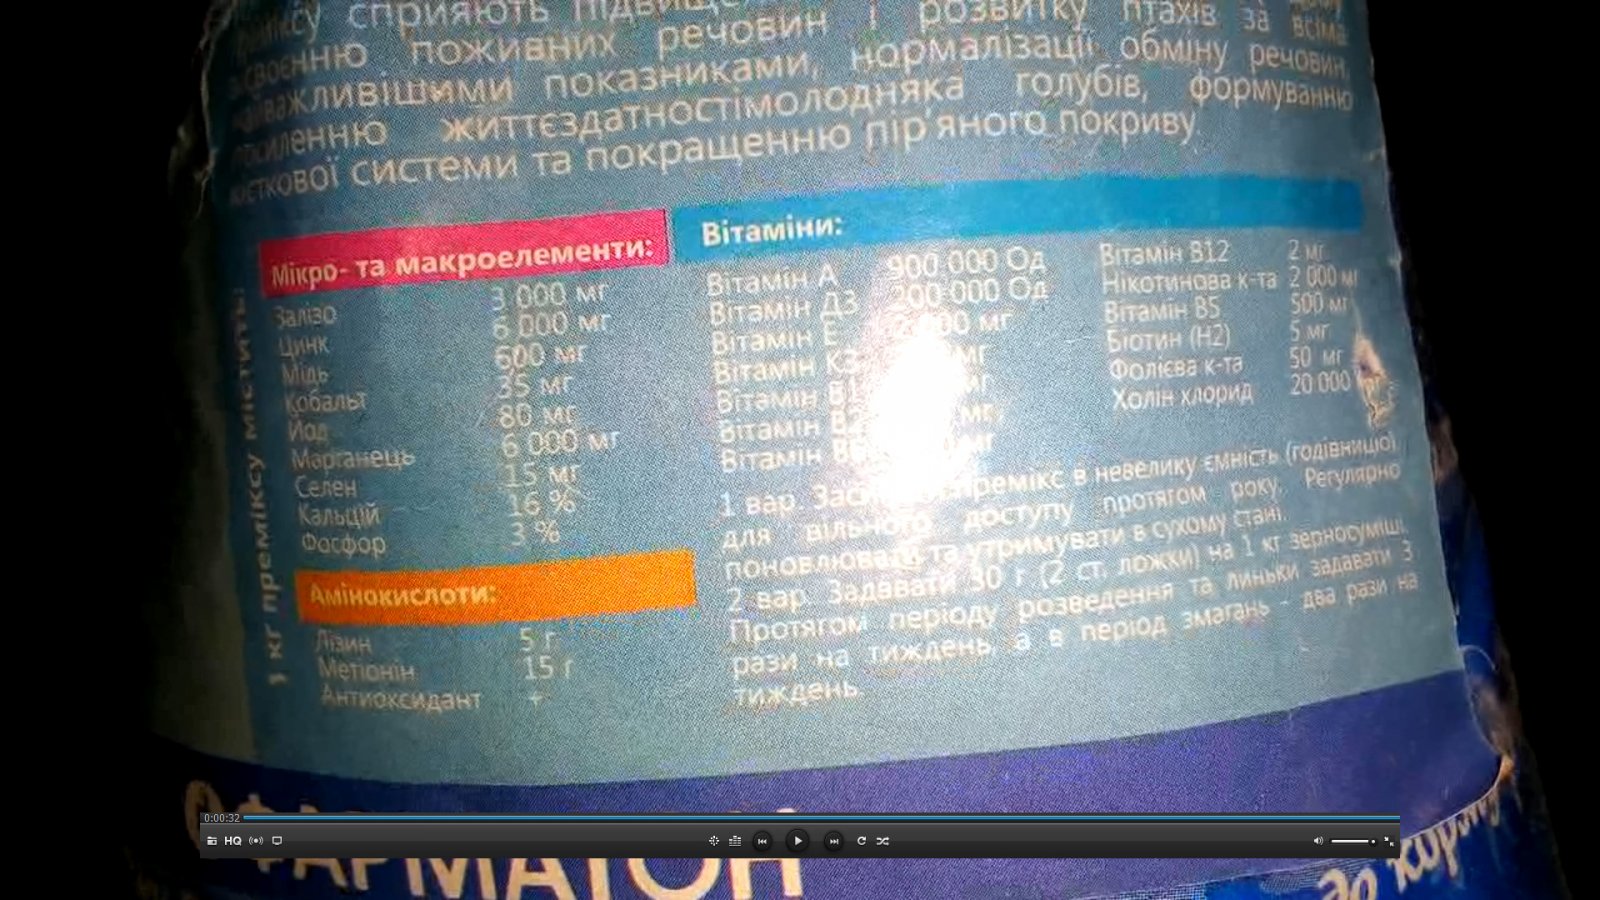 сприяють
поживних речовин і розвитку птахів за всіма
показниками, нормалізації обміну речовин,
життєздатностімолодняка голубів, формуванню
кісткової системи та покращенню пір'яного покриву.
1 кг преміксу містить:
Мікро- та макроелементи:
Залізо 3 000 мг
Цинк 6 000 мг
Мідь 600 мг
Кобальт 35 мг
Йод 80 мг
Марганець 6 000 мг
Селен 15 мг
Кальцій 16 %
Фосфор 3 %
Амінокислоти:
Лізин 5 г
Метіонін 15 г
Антиоксидант +
Вітаміни:
Вітамін А 900 000 Од
Вітамін Д3 200 000 Од
Вітамін Е мг
Вітамін К3 мг
Вітамін В1 мг
Вітамін мг
Вітамін мг
Вітамін В12 2 мг
Нікотинова к-та 2 000 мг
Вітамін В5 500 мг
Біотин (Н2) 5 мг
Фолієва к-та 50 мг
Холін хлорид 20 000
1 вар. премікс в невелику ємність (годівницю)
для вільного доступу протягом року. Регулярно
поновлювати та утримувати в сухому стані.
2 вар. Задавати 30 г (2 ст. ложки) на 1 кг зерносуміші.
Протягом періоду розведення та линьки задавати 3
рази на тиждень, а в період змагань - два рази на
тиждень.
0:00:32
HQ
ФАРМАТОН